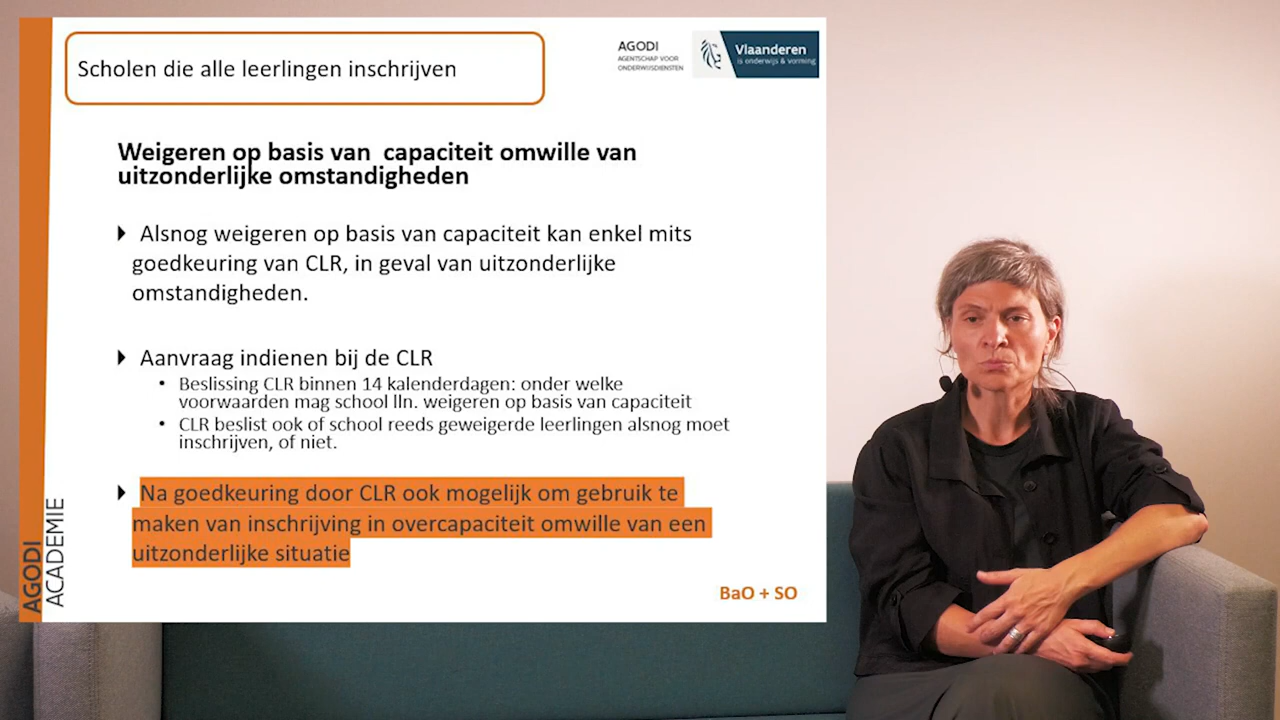 Scholen die alle leerlingen inschrijven
AGODI
AGENTSCHAP VOOR
ONDERWIJSDIENSTEN
Vlaanderen
is onderwijs & vorming
Weigeren op basis van capaciteit omwille van
uitzonderlijke omstandigheden
Alsnog weigeren op basis van capaciteit kan enkel mits
goedkeuring van CLR, in geval van uitzonderlijke
omstandigheden.
Aanvraag indienen bij de CLR
• Beslissing CLR binnen 14 kalenderdagen: onder welke
voorwaarden mag school lln. weigeren op basis van capaciteit
• CLR beslist ook of school reeds geweigerde leerlingen alsnog moet
inschrijven, of niet.
Na goedkeuring door CLR ook mogelijk om gebruik te
maken van inschrijving in overcapaciteit omwille van een
uitzonderlijke situatie
BaO + SO
AGODI
ACADEMIE